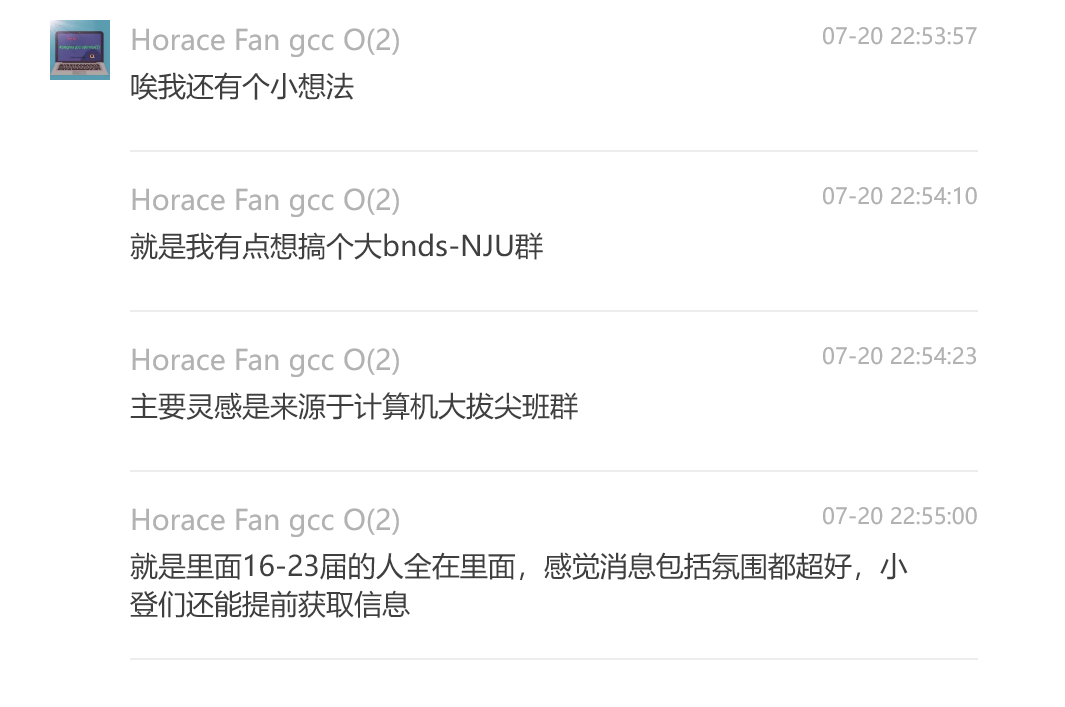 Horace Fan gcc O(2) 07-20 22:53:57
唉我还有个小想法
Horace Fan gcc O(2) 07-20 22:54:10
就是我有点想搞个大bnds-NJU群
Horace Fan gcc O(2) 07-20 22:54:23
主要灵感是来源于计算机大拔尖班群
Horace Fan gcc O(2) 07-20 22:55:00
就是里面16-23届的人全在里面，感觉消息包括氛围都超好，小
登们还能提前获取信息